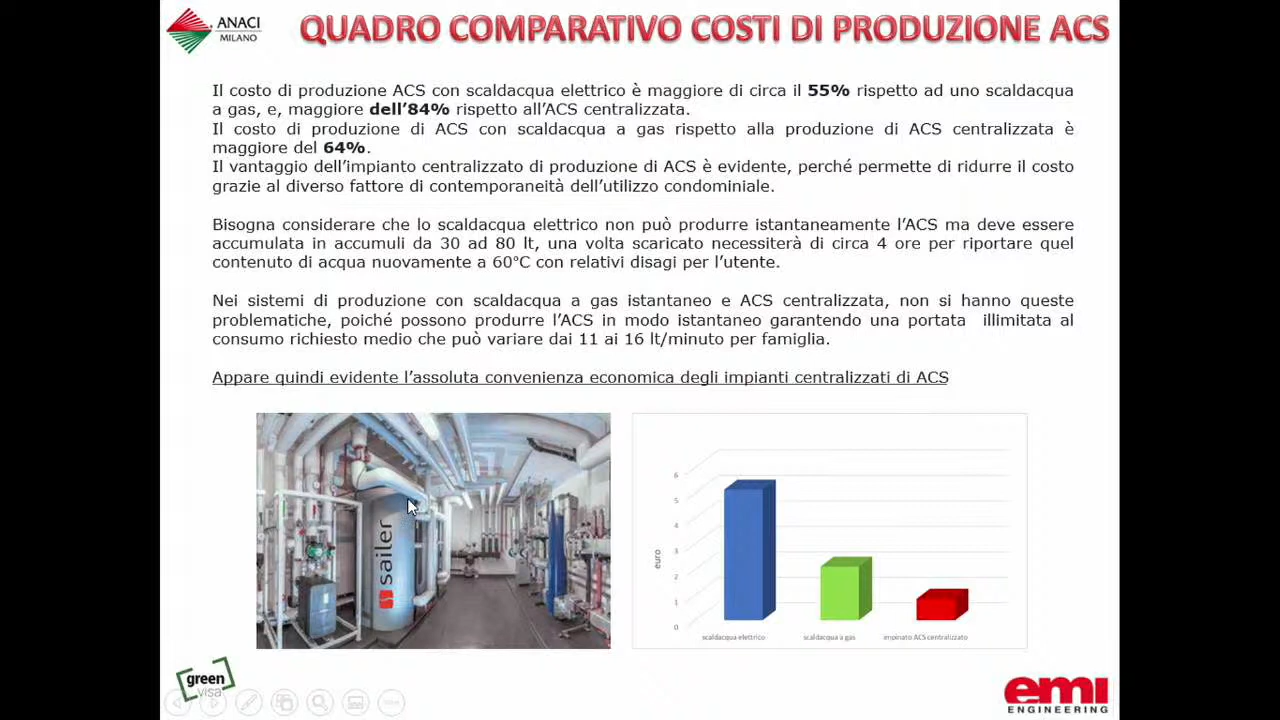 ANACI
MILANO
QUADRO COMPARATIVO COSTI DI PRODUZIONE ACS
Il costo di produzione ACS con scaldacqua elettrico è maggiore di circa il 55% rispetto ad uno scaldacqua
a gas, e, maggiore dell’84% rispetto all’ACS centralizzata.
Il costo di produzione di ACS con scaldacqua a gas rispetto alla produzione di ACS centralizzata è
maggiore del 64%.
Il vantaggio dell’impianto centralizzato di produzione di ACS è evidente, perché permette di ridurre il costo
grazie al diverso fattore di contemporaneità dell’utilizzo condominiale.
Bisogna considerare che lo scaldacqua elettrico non può produrre istantaneamente l’ACS ma deve essere
accumulata in accumuli da 30 ad 80 lt, una volta scaricato necessiterà di circa 4 ore per riportare quel
contenuto di acqua nuovamente a 60°C con relativi disagi per l’utente.
Nei sistemi di produzione con scaldacqua a gas istantaneo e ACS centralizzata, non si hanno queste
problematiche, poiché possono produrre l’ACS in modo istantaneo garantendo una portata illimitata al
consumo richiesto medio che può variare dai 11 ai 16 lt/minuto per famiglia.
Appare quindi evidente l’assoluta convenienza economica degli impianti centralizzati di ACS
sailer
euro
6
5
4
3
2
1
0
scaldacqua elettrico
scaldacqua a gas
impinato ACS centralizzato
green
visa
emi
ENGINEERING